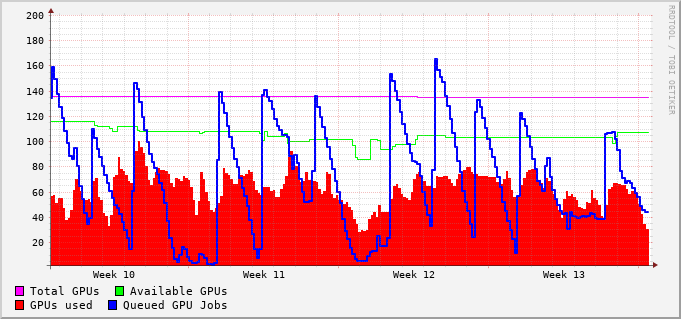 200
180
160
140
120
100
80
60
40
20
Week 10 Week 11 Week 12 Week 13
Total GPUs Available GPUs
GPUs used Queued GPU Jobs
RRDTOOL / TOBI OETIKER